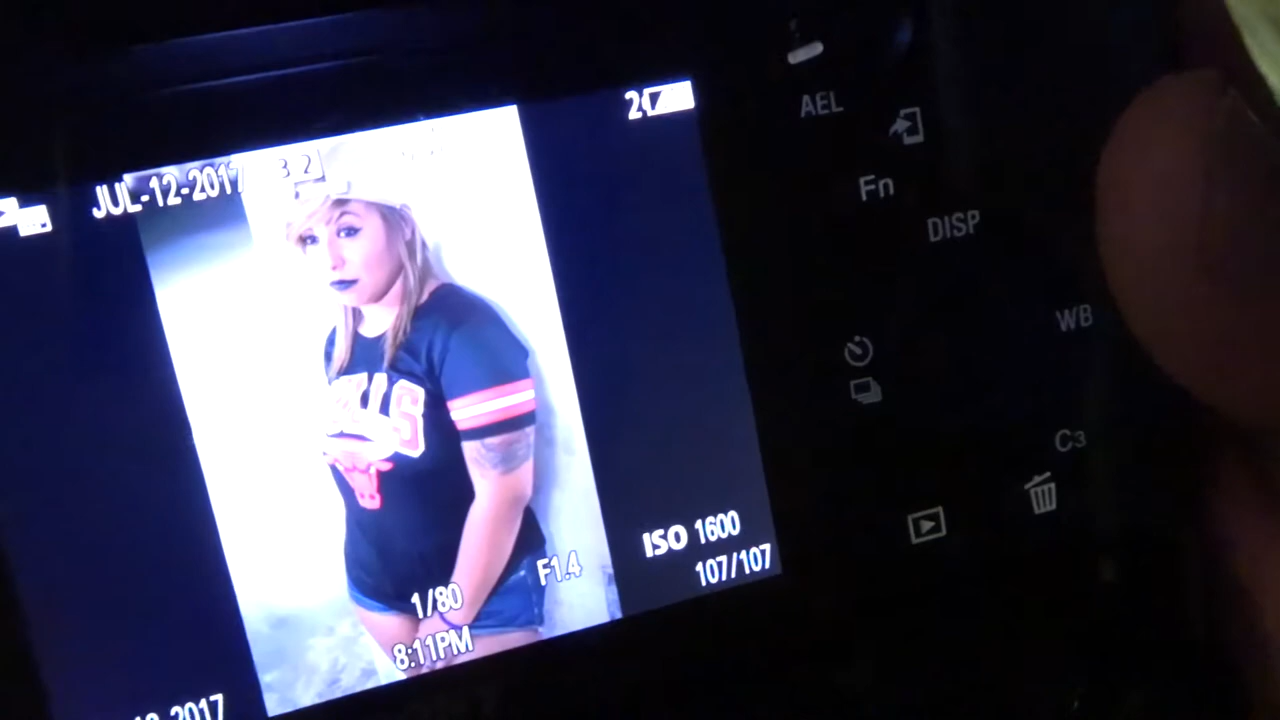 JUL-12-2017
AEL
Fn
DISP
WB
C3
ISO 1600
107/107
F1.4
1/80
8:11PM
2017